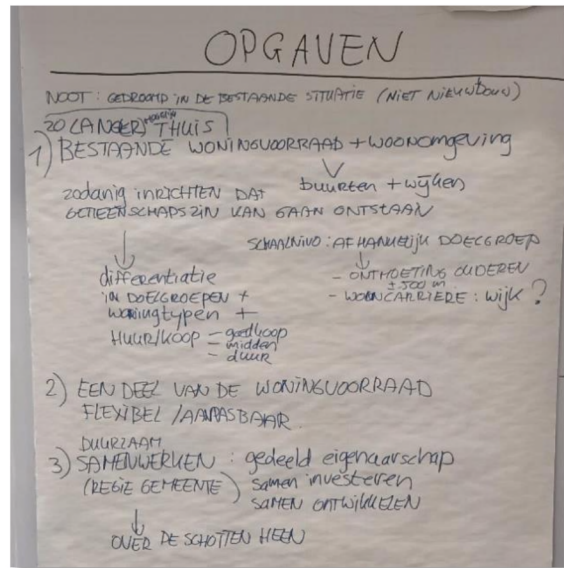 OPGAVEN
NOOT: GEDROOMD IN DE BESTAANDE SITUATIE (NIET NIEUWBOUW)
ZO LANG(ER) THUIS
1) BESTAANDE WONINGVOORRAAD + WOONOMGEVING
buurten + wijken
zodanig inRICHTEN DAT
GEMEENSCHAPSZIN KAN GAAN ONTSTAAN
SCHAALNIVO: AFHANKELIJK DOELGROEP
- ONTMOETING OUDEREN
± 500 m
- WOONCARRIERE: wijk ?
differentiatie
in DOELGROEPEN +
woningtypen +
HUUR/KOOP - goedkoop
- midden
- duur
2) EEN DEEL VAN DE WONINGVOORRAAD
FLEXIBEL / AANPASBAAR.
DUURZAAM
3) SAMENWERKEN: gedeeld eigenaarschap
(REGIE GEMEENTE) samen investeren
SAMEN ONTWIKKELEN
OVER DE SCHOTTEN HEEN